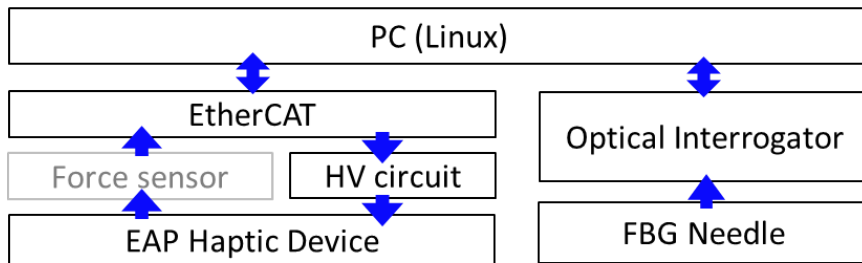 PC (Linux)
EtherCAT
Optical Interrogator
Force sensor
HV circuit
EAP Haptic Device
FBG Needle